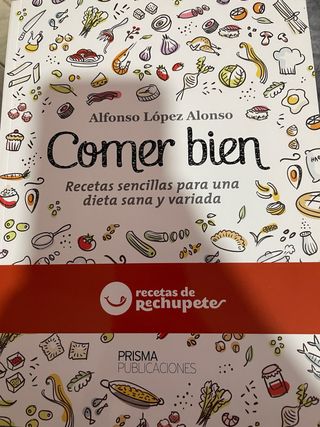 Alfonso López Alonso
Comer bien
Recetas sencillas para una
dieta sana y variada
recetas de
Rechupete
PRISMA
PUBLICACIONES